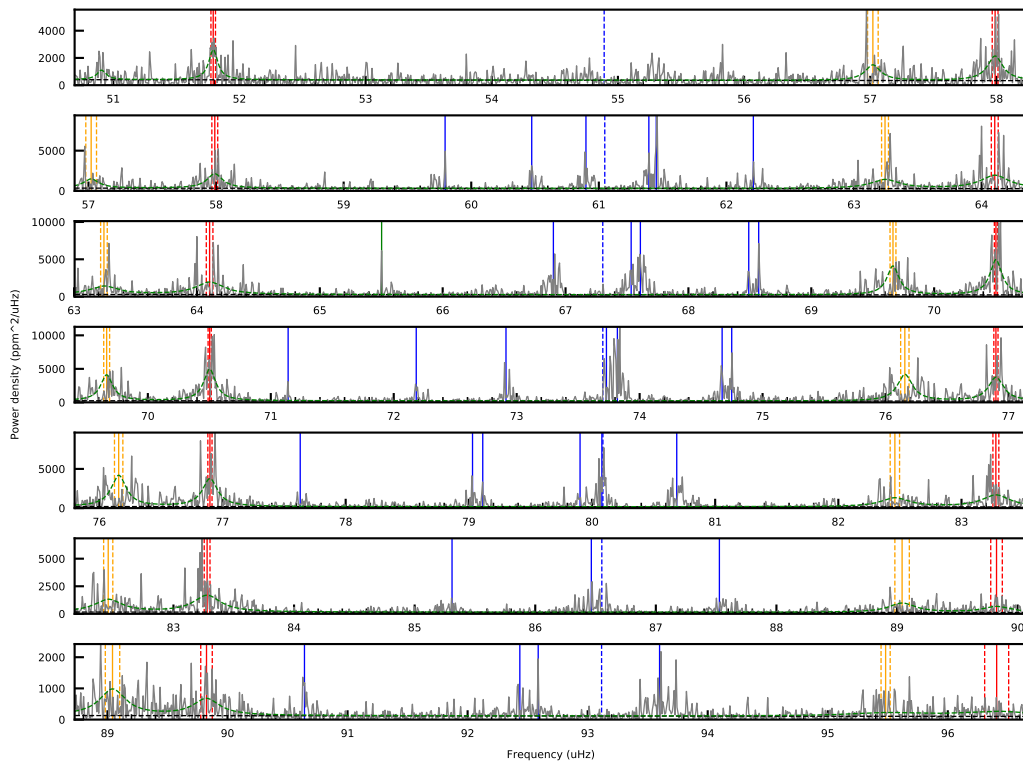 4000
2000
0
51 52 53 54 55 56 57 58
5000
0
57 58 59 60 61 62 63 64
10000
5000
0
63 64 65 66 67 68 69 70
10000
5000
0
70 71 72 73 74 75 76 77
5000
0
76 77 78 79 80 81 82 83
5000
2500
0
83 84 85 86 87 88 89 90
2000
1000
0
89 90 91 92 93 94 95 96
Power density (ppm^2/uHz)
Frequency (uHz)